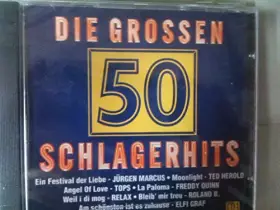 DIE GROSSEN
50
SCHLAGERHITS
Ein Festival der Liebe - JÜRGEN MARCUS • Moonlight - TED HEROLD
Angel Of Love - TOPS • La Paloma - FREDDY QUINN
Weil i di mog - RELAX • Bleib' mir treu - ROLAND B.
Am schönsten ist es zuhause - ELFI GRAF